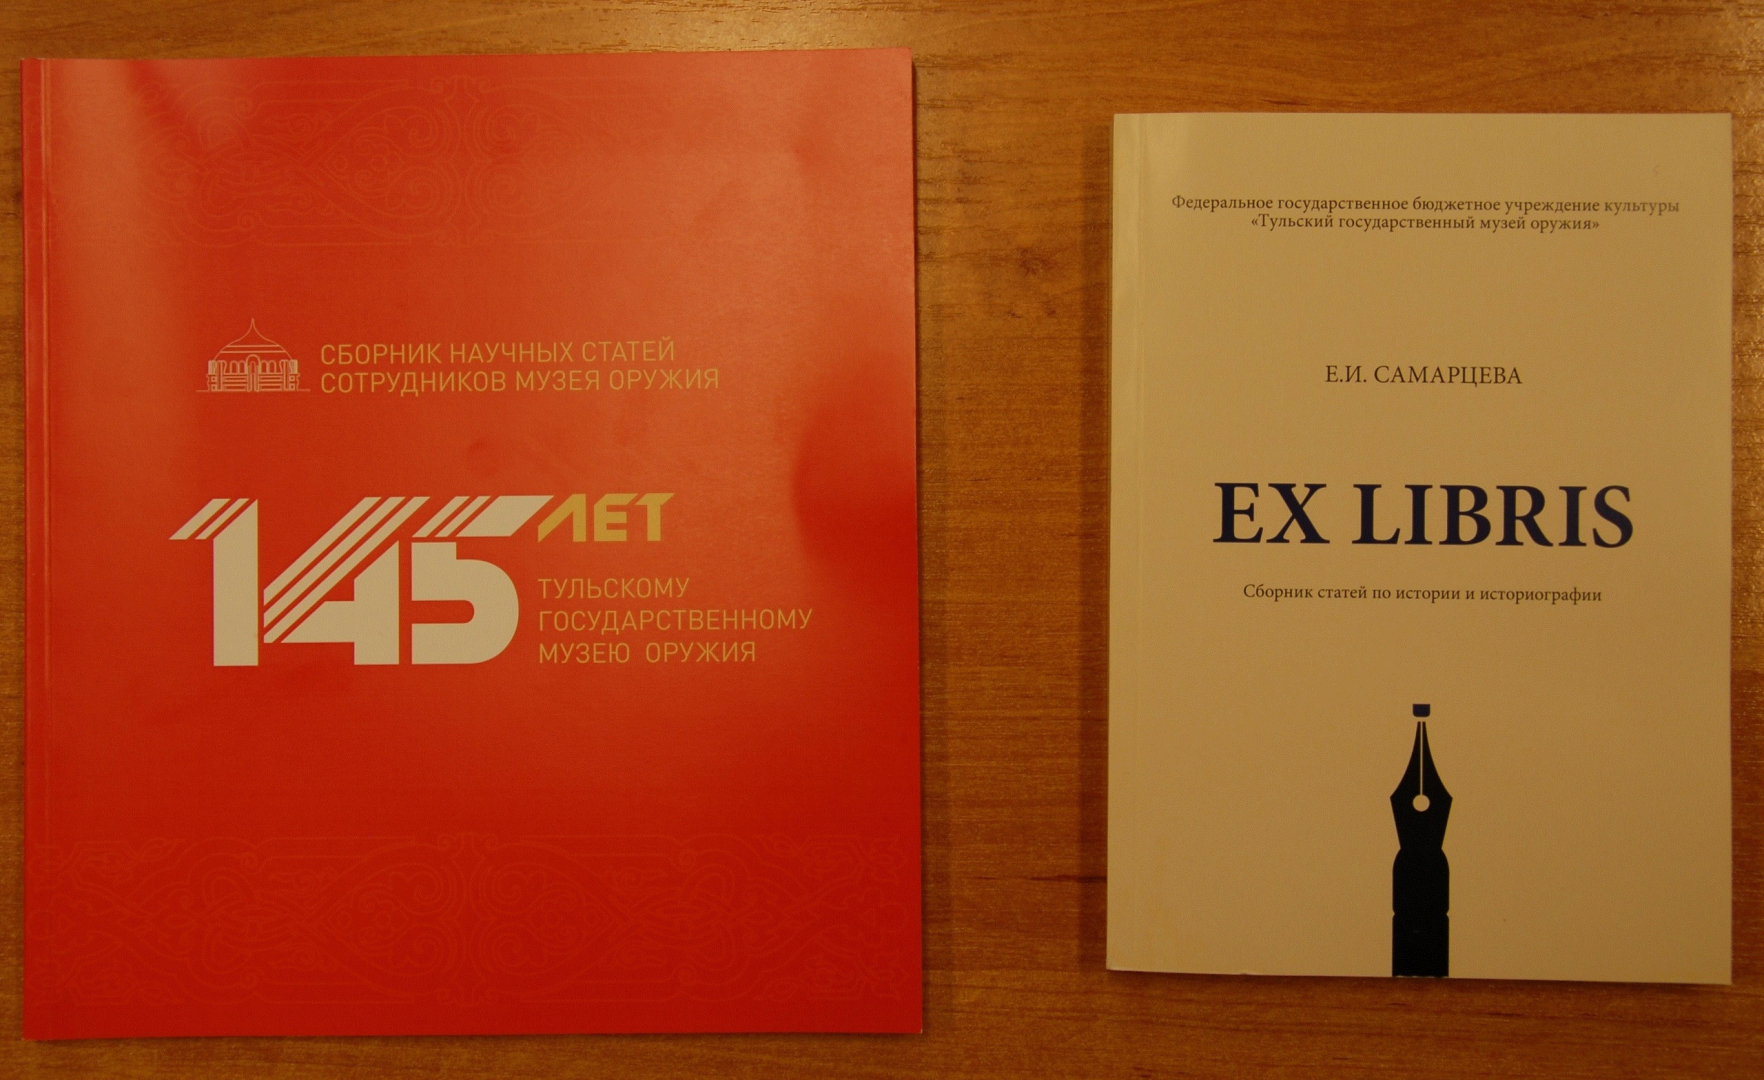 СБОРНИК НАУЧНЫХ СТАТЕЙ
СОТРУДНИКОВ МУЗЕЯ ОРУЖИЯ
145 ЛЕТ
ТУЛЬСКОМУ
ГОСУДАРСТВЕННОМУ
МУЗЕЮ ОРУЖИЯ
Федеральное государственное бюджетное учреждение культуры
«Тульский государственный музей оружия»
Е.И. САМАРЦЕВА
EX LIBRIS
Сборник статей по истории и историографии